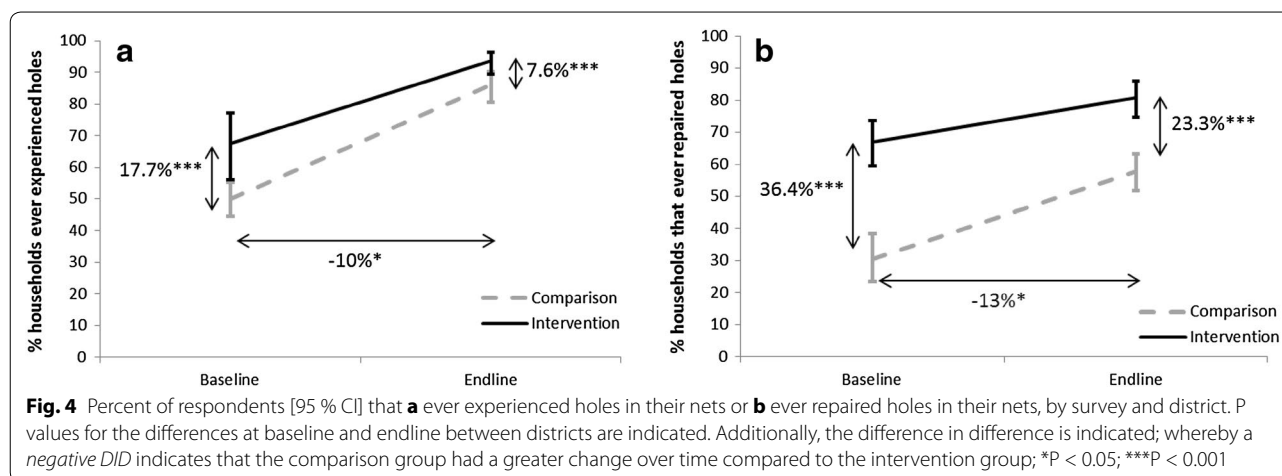 a
% households ever experienced holes
100
90
80
70
60
50
40
30
20
10
0
17.7%***
7.6%***
-10%*
Comparison
Intervention
Baseline
Endline
b
% households that ever repaired holes
100
90
80
70
60
50
40
30
20
10
0
36.4%***
23.3%***
-13%*
Comparison
Intervention
Baseline
Endline
Fig. 4 Percent of respondents [95 % CI] that a ever experienced holes in their nets or b ever repaired holes in their nets, by survey and district. P
values for the differences at baseline and endline between districts are indicated. Additionally, the difference in difference is indicated; whereby a
negative DID indicates that the comparison group had a greater change over time compared to the intervention group; *P < 0.05; ***P < 0.001